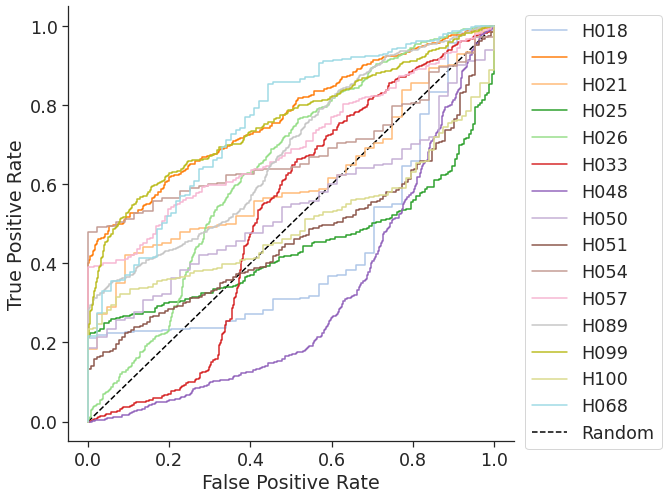 1.0
0.8
0.6
0.4
0.2
0.0
True Positive Rate
0.0 0.2 0.4 0.6 0.8 1.0
False Positive Rate
H018
H019
H021
H025
H026
H033
H048
H050
H051
H054
H057
H089
H099
H100
H068
Random